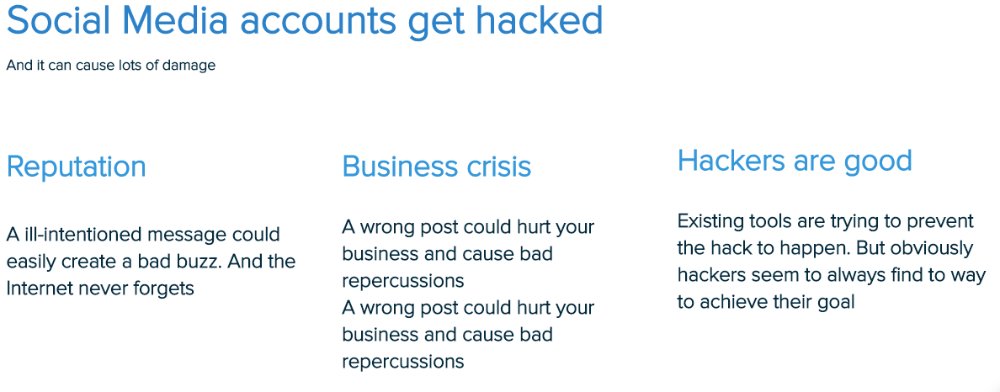 Social Media accounts get hacked
And it can cause lots of damage
Reputation
A ill-intentioned message could
easily create a bad buzz. And the
Internet never forgets
Business crisis
A wrong post could hurt your
business and cause bad
repercussions
A wrong post could hurt your
business and cause bad
repercussions
Hackers are good
Existing tools are trying to prevent
the hack to happen. But obviously
hackers seem to always find to way
to achieve their goal